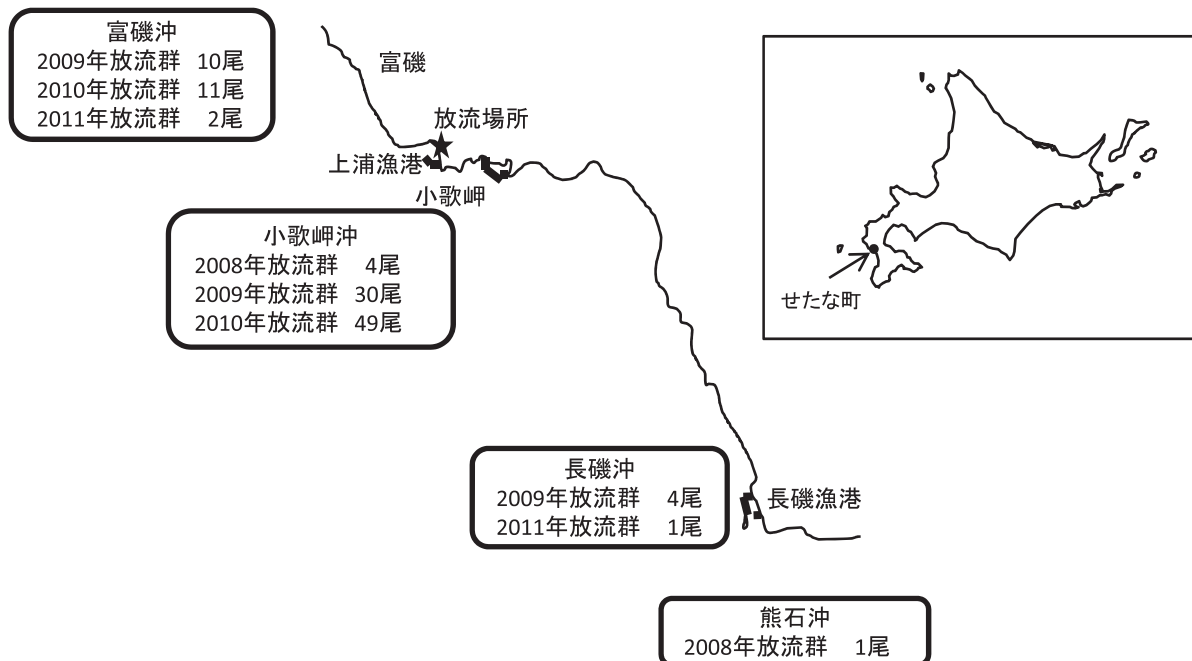 富磯沖
2009年放流群 10尾
2010年放流群 11尾
2011年放流群 2尾
富磯
放流場所
上浦漁港
小歌岬
小歌岬沖
2008年放流群 4尾
2009年放流群 30尾
2010年放流群 49尾
せたな町
長磯沖
2009年放流群 4尾
2011年放流群 1尾
長磯漁港
熊石沖
2008年放流群 1尾